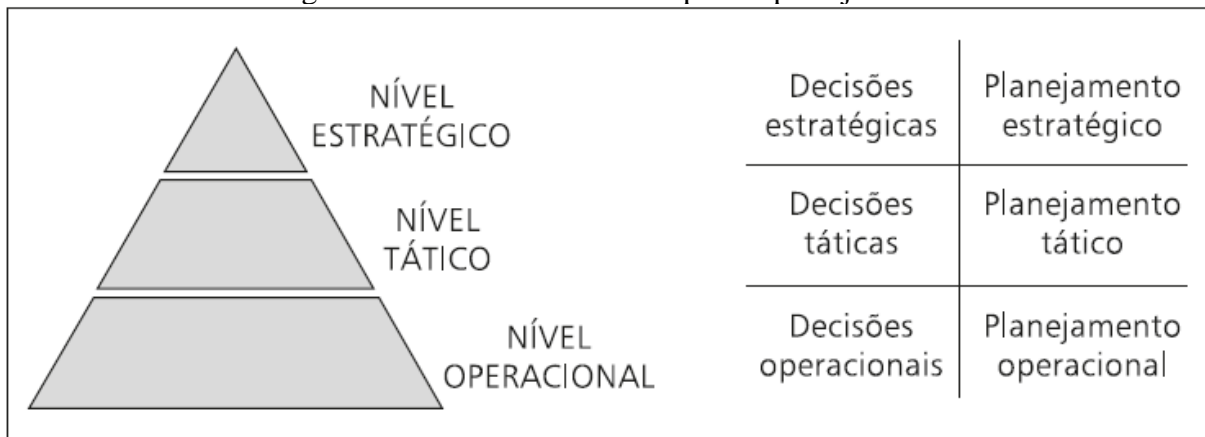 NÍVEL
ESTRATÉGICO
Decisões
estratégicas
Planejamento
estratégico
NÍVEL
TÁTICO
Decisões
táticas
Planejamento
tático
NÍVEL
OPERACIONAL
Decisões
operacionais
Planejamento
operacional